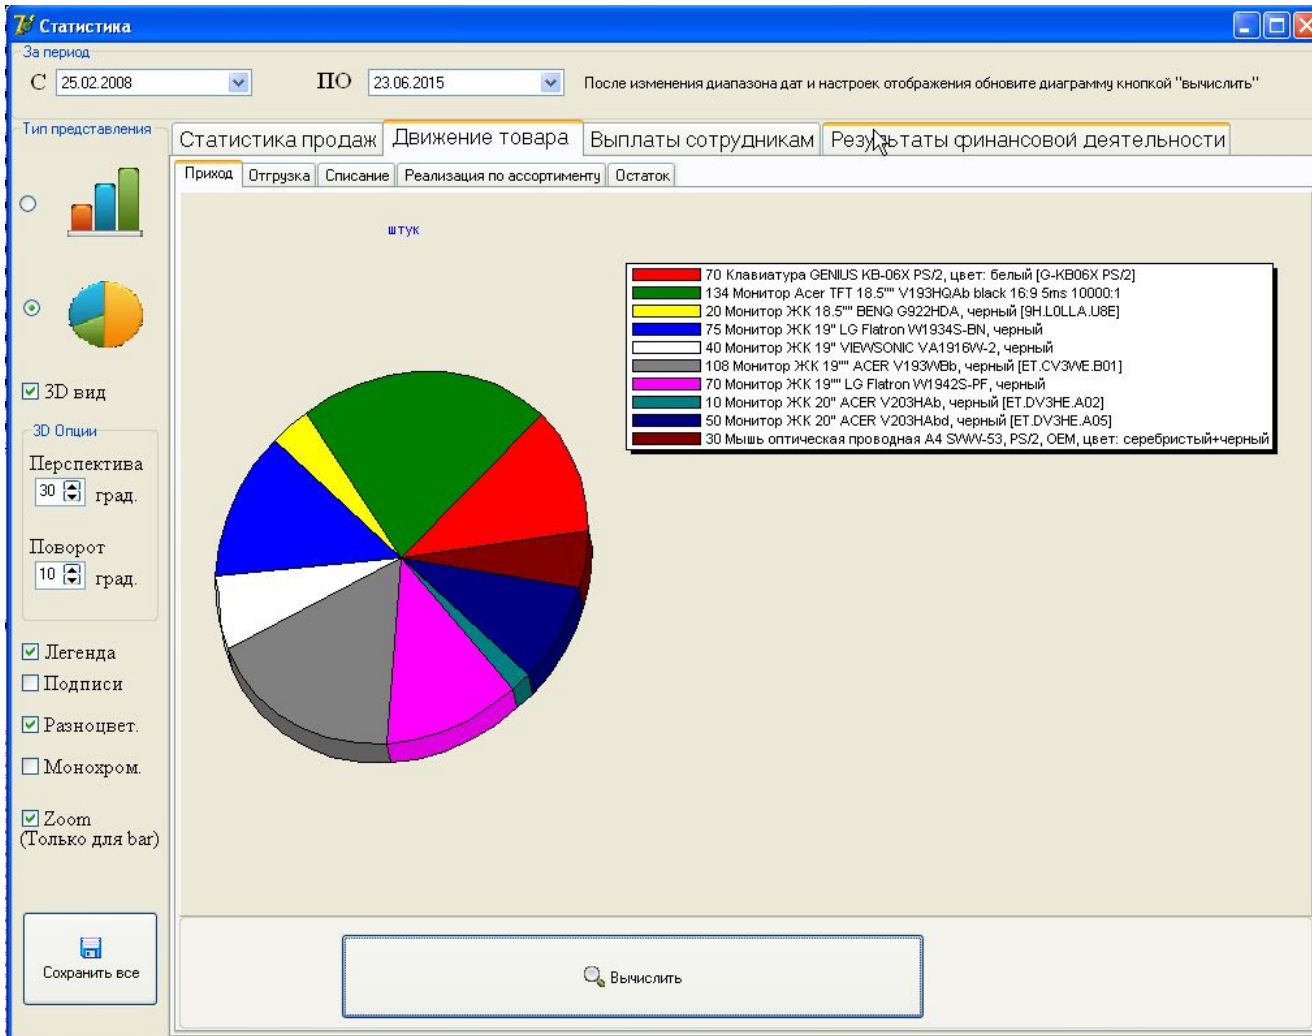 Статистика
За период
С 25.02.2008 ПО 23.06.2015 После изменения диапазона дат и настроек отображения обновите диаграмму кнопкой "вычислить"
Тип представления
Статистика продаж Движение товара Выплаты сотрудникам Результаты финансовой деятельности
Приход Отгрузка Списание Реализация по ассортименту Остаток
штук
70 Клавиатура GENIUS KB-06X PS/2, цвет: белый [G-KB06X PS/2]
134 Монитор Acer TFT 18.5"" V193HQAb black 16:9 5ms 10000:1
20 Монитор ЖК 18.5"" BENQ G922HDA, черный [9H.L0LLA.U8E]
75 Монитор ЖК 19" LG Flatron W1934S-BN, черный
40 Монитор ЖК 19" VIEWSONIC VA1916W-2, черный
108 Монитор ЖК 19"" ACER V193WBb, черный [ET.CV3WE.B01]
70 Монитор ЖК 19"" LG Flatron W1942S-PF, черный
10 Монитор ЖК 20" ACER V203HAb, черный [ET.DV3HE.A02]
50 Монитор ЖК 20" ACER V203HAbd, черный [ET.DV3HE.A05]
30 Мышь оптическая проводная A4 SWW-53, PS/2, OEM, цвет: серебристый+черный
3D вид
3D Опции
Перспектива
30 град.
Поворот
10 град.
Легенда
Подписи
Разноцвет.
Монохром.
Zoom
(Только для bar)
Сохранить все
Вычислить